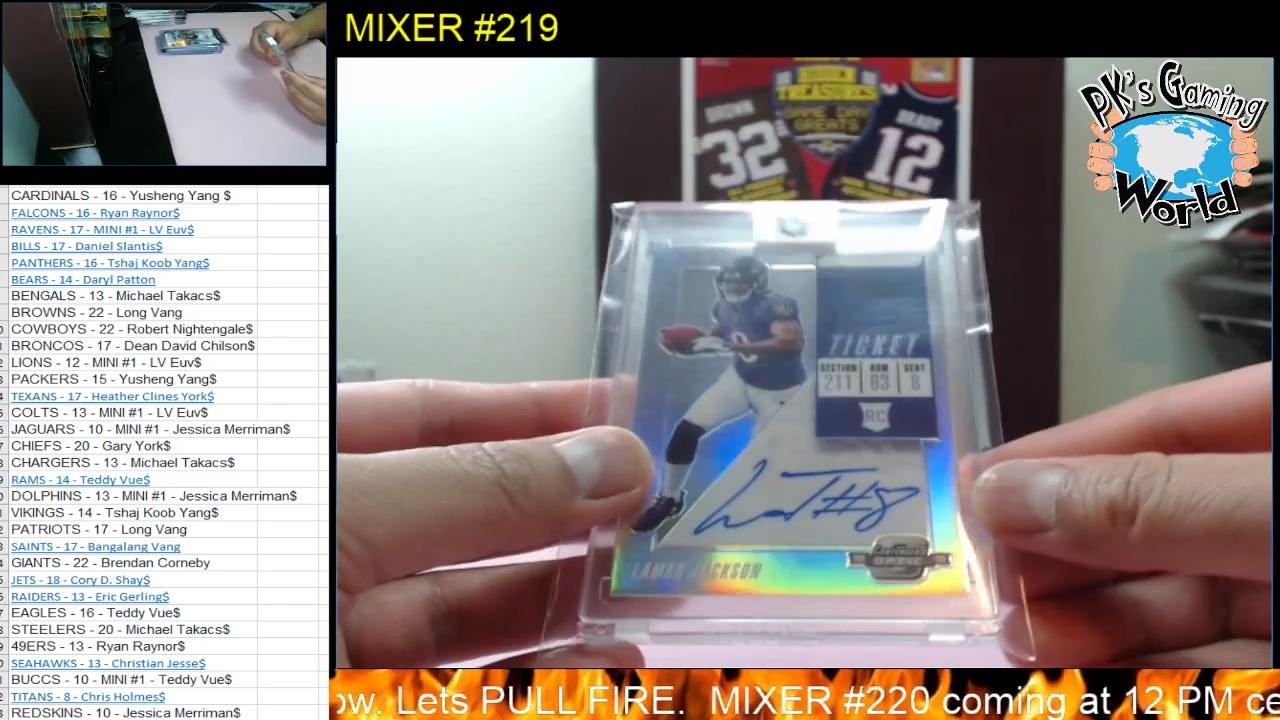 MIXER #219
PK's Gaming
World
BROWN
BRADY
32
12
TREASURES
GAME DAY
GREATS
CARDINALS - 16 - Yusheng Yang $
FALCONS - 16 - Ryan Raynor$
RAVENS - 17 - MINI #1 - LV Euv$
BILLS - 17 - Daniel Slantis$
PANTHERS - 16 - Tshaj Koob Yang$
BEARS - 14 - Daryl Patton
BENGALS - 13 - Michael Takacs$
BROWNS - 22 - Long Vang
COWBOYS - 22 - Robert Nightengale$
BRONCOS - 17 - Dean David Chilson$
LIONS - 12 - MINI #1 - LV Euv$
PACKERS - 15 - Yusheng Yang$
TEXANS - 17 - Heather Clines York$
COLTS - 13 - MINI #1 - LV Euv$
JAGUARS - 10 - MINI #1 - Jessica Merriman$
CHIEFS - 20 - Gary York$
CHARGERS - 13 - Michael Takacs$
RAMS - 14 - Teddy Vue$
DOLPHINS - 13 - MINI #1 - Jessica Merriman$
VIKINGS - 14 - Tshaj Koob Yang$
PATRIOTS - 17 - Long Vang
SAINTS - 17 - Bangalang Vang
GIANTS - 22 - Brendan Corneby
JETS - 18 - Cory D. Shay$
RAIDERS - 13 - Eric Gerling$
EAGLES - 16 - Teddy Vue$
STEELERS - 20 - Michael Takacs$
49ERS - 13 - Ryan Raynor$
SEAHAWKS - 13 - Christian Jesse$
BUCCS - 10 - MINI #1 - Teddy Vue$
TITANS - 8 - Chris Holmes$
REDSKINS - 10 - Jessica Merriman$
TICKET
SECTION ROW SEAT
211 63 8
RC
#8
LAMAR JACKSON
CONTENDERS
OPTIC
ow. Lets PULL FIRE. MIXER #220 coming at 12 PM ce